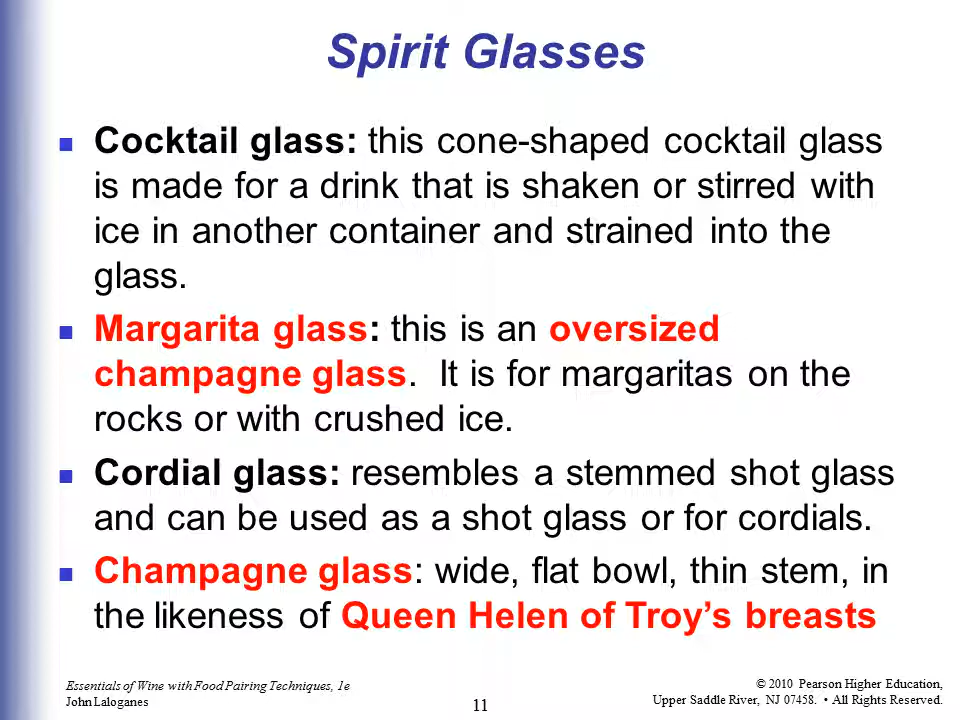 Spirit Glasses
Cocktail glass: this cone-shaped cocktail glass
is made for a drink that is shaken or stirred with
ice in another container and strained into the
glass.
Margarita glass: this is an oversized
champagne glass.  It is for margaritas on the
rocks or with crushed ice.
Cordial glass: resembles a stemmed shot glass
and can be used as a shot glass or for cordials.
Champagne glass: wide, flat bowl, thin stem, in
the likeness of Queen Helen of Troy’s breasts
Essentials of Wine with Food Pairing Techniques, 1e
John Laloganes
11
© 2010 Pearson Higher Education,
Upper Saddle River, NJ 07458. • All Rights Reserved.